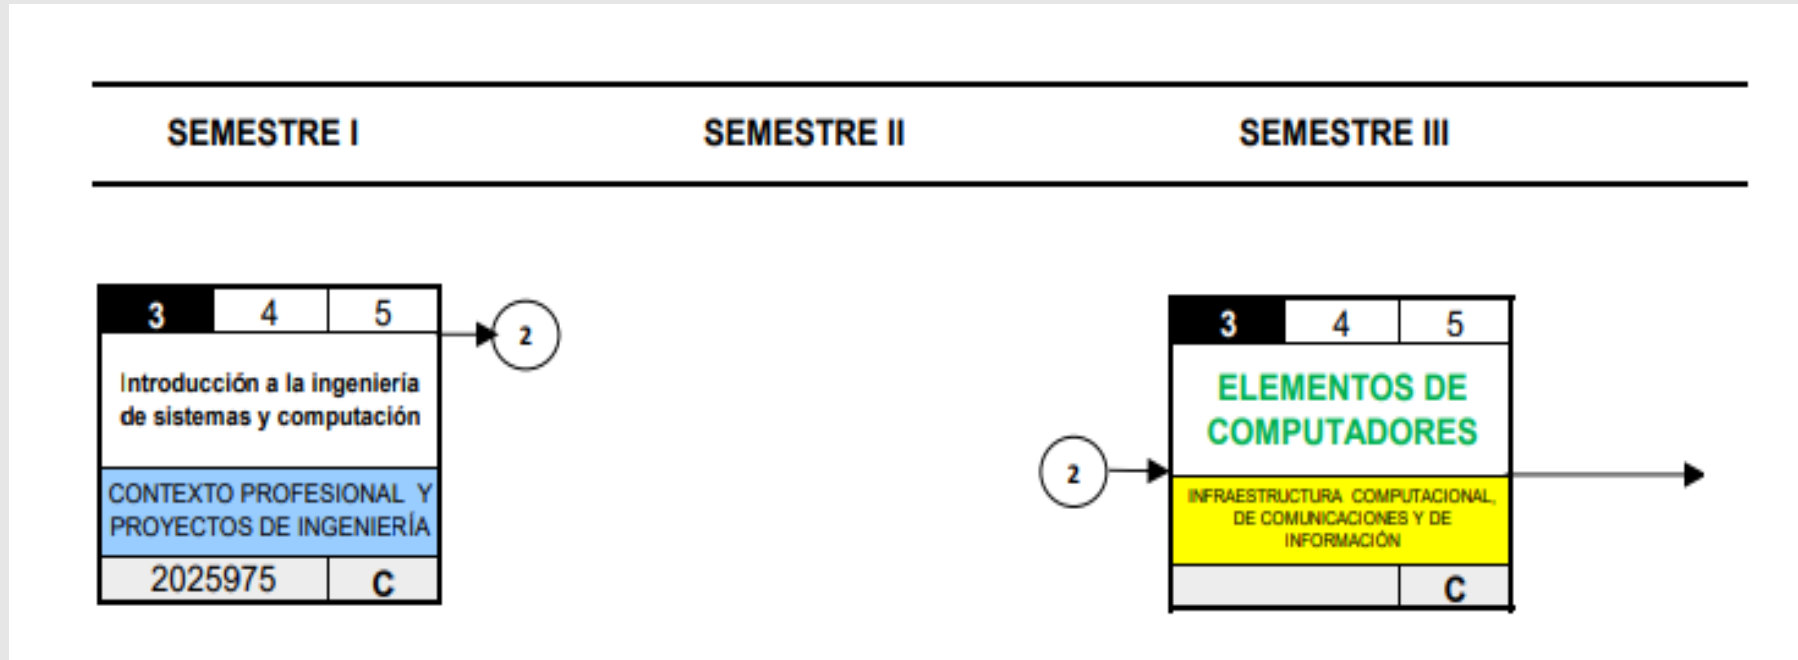 SEMESTRE I
SEMESTRE II
SEMESTRE III
3 4 5
Introducción a la ingeniería
de sistemas y computación
CONTEXTO PROFESIONAL Y
PROYECTOS DE INGENIERÍA
2025975 C
2
2
3 4 5
ELEMENTOS DE
COMPUTADORES
INFRAESTRUCTURA COMPUTACIONAL,
DE COMUNICACIONES Y DE
INFORMACIÓN
C